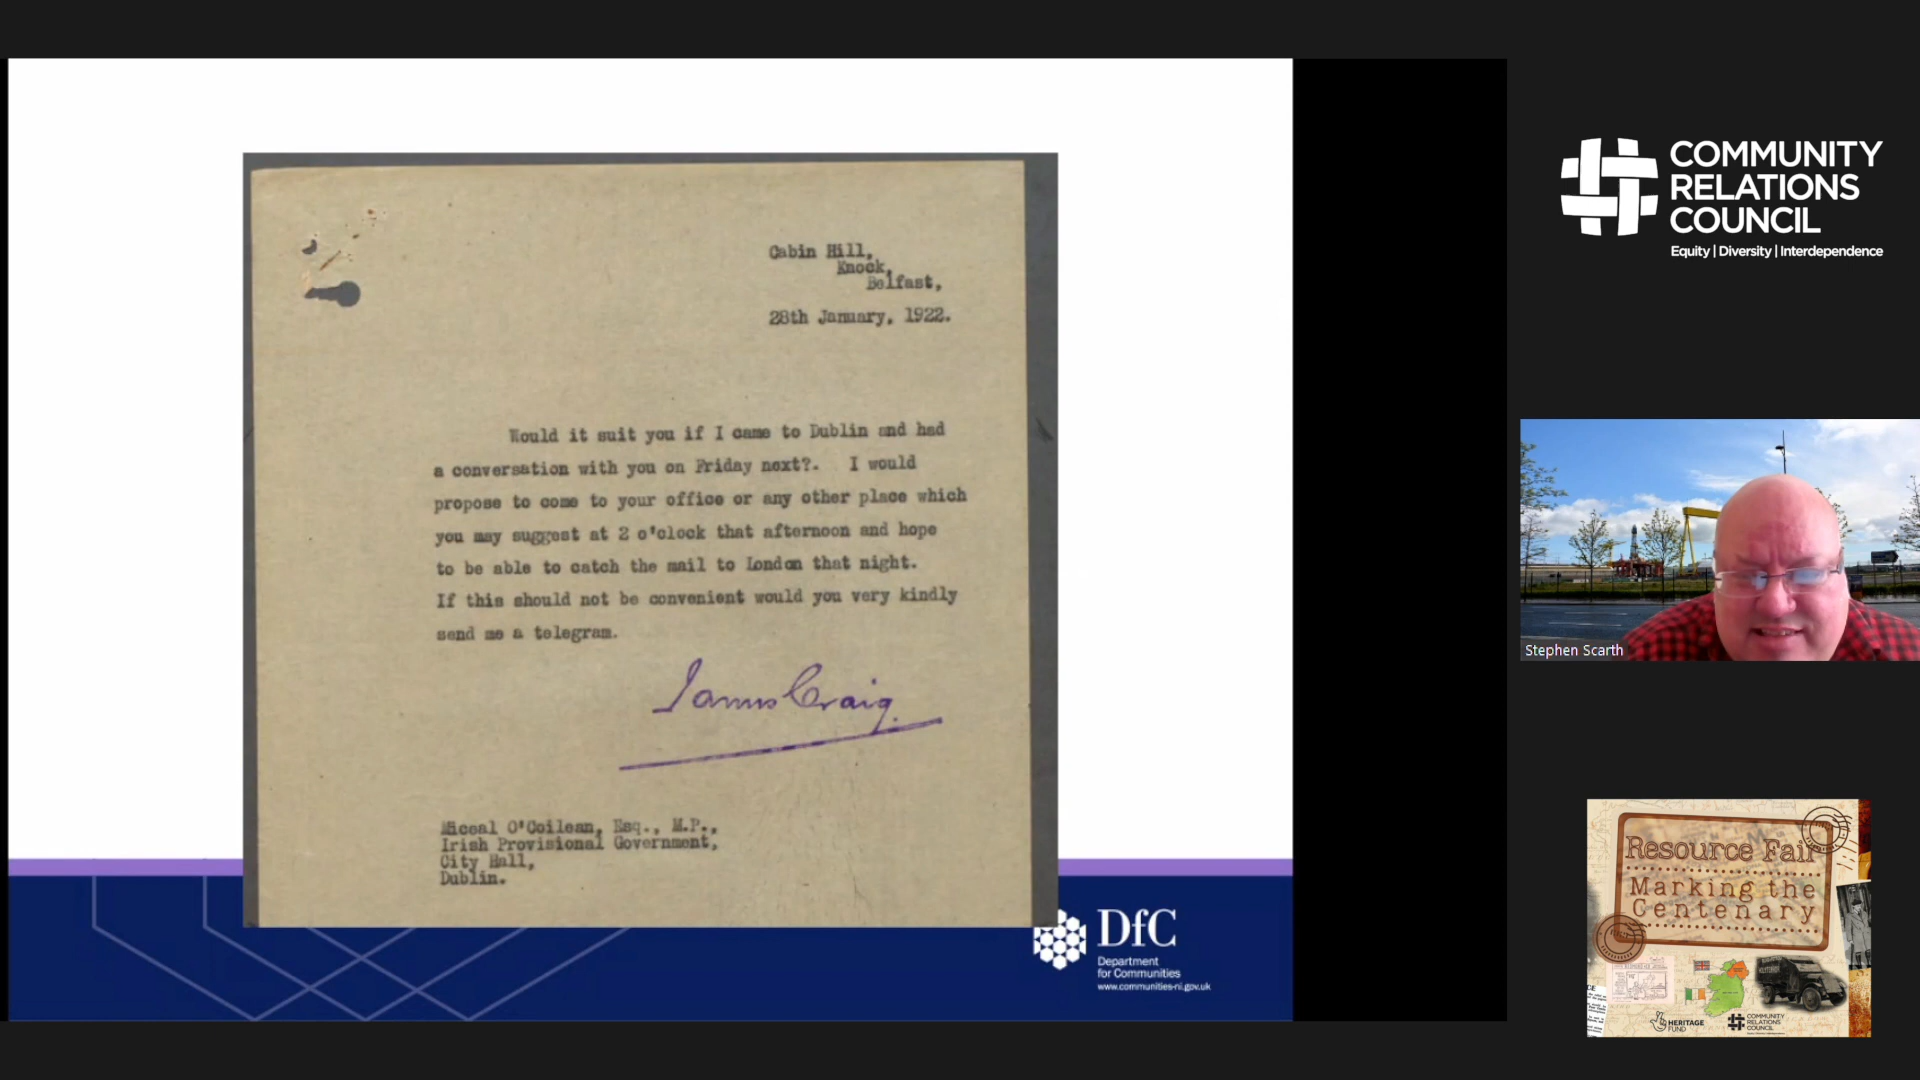 Cabin Hill,
Knock,
Belfast,
28th January, 1922.
Would it suit you if I came to Dublin and had
a conversation with you on Friday next?. I would
propose to come to your office or any other place which
you may suggest at 2 o'clock that afternoon and hope
to be able to catch the mail to London that night.
If this should not be convenient would you very kindly
send me a telegram.
James Craig.
Miceal O'Coilean, Esq., M.P.,
Irish Provisional Government,
City Hall,
Dublin.
DfC
Department
for Communities
www.communities-ni.gov.uk
COMMUNITY
RELATIONS
COUNCIL
Equity | Diversity | Interdependence
Stephen Scarth
Resource Fair
Marking the
Centenary
HERITAGE
FUND
COMMUNITY
RELATIONS
COUNCIL